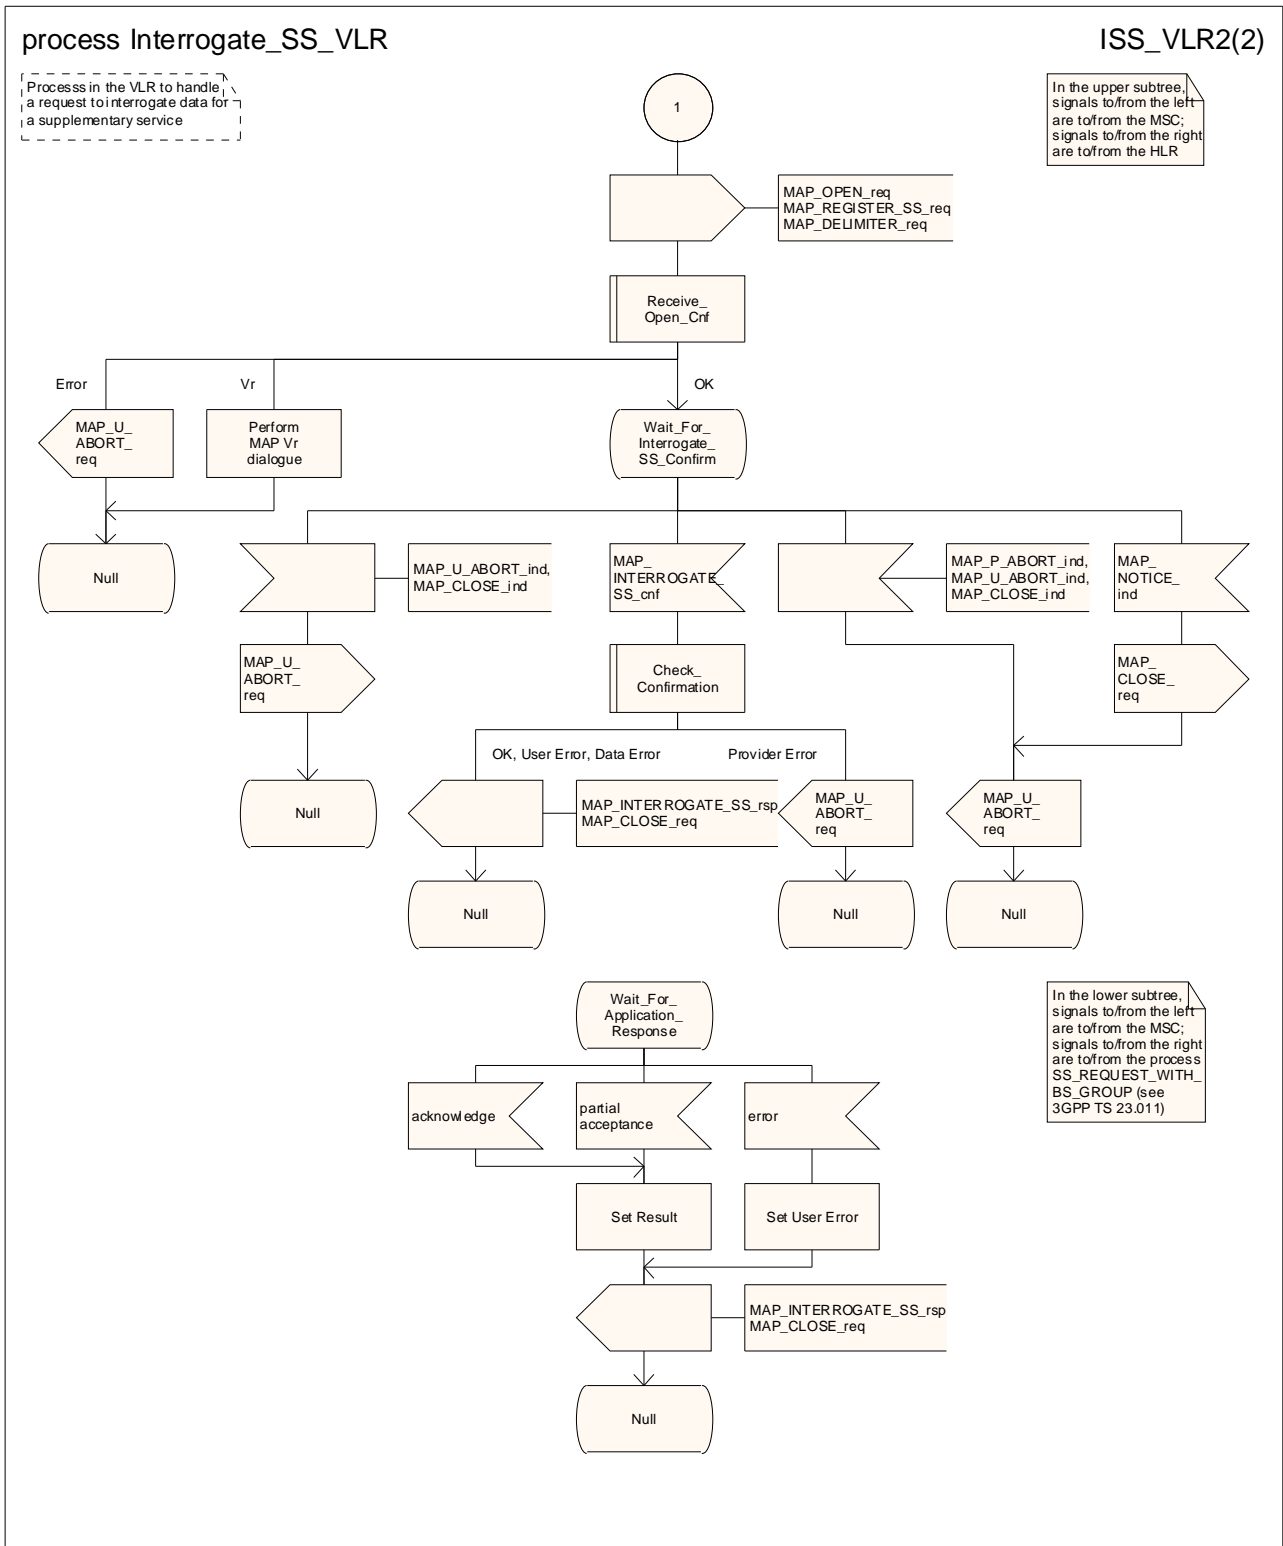 process Interrogate_SS_VLR
ISS_VLR2(2)
Processs in the VLR to handle
a request to interrogate data for
a supplementary service
1
In the upper subtree,
signals to/from the left
are to/from the MSC;
signals to/from the right
are to/from the HLR
MAP_OPEN_req
MAP_REGISTER_SS_req
MAP_DELIMITER_req
Receive_
Open_Cnf
Error
Vr
OK
MAP_U_
ABORT_
req
Perform
MAP Vr
dialogue
Wait_For_
Interrogate_
SS_Confirm
Null
MAP_U_ABORT_ind,
MAP_CLOSE_ind
MAP_
INTERROGATE_
SS_cnf
MAP_P_ABORT_ind,
MAP_U_ABORT_ind,
MAP_CLOSE_ind
MAP_
NOTICE_
ind
MAP_U_
ABORT_
req
Check_
Confirmation
MAP_
CLOSE_
req
OK, User Error, Data Error
Provider Error
Null
MAP_INTERROGATE_SS_rsp
MAP_CLOSE_req
MAP_U_
ABORT_
req
MAP_U_
ABORT_
req
Null
Null
Null
Wait_For_
Application_
Response
In the lower subtree,
signals to/from the left
are to/from the MSC;
signals to/from the right
are to/from the process
SS_REQUEST_WITH_
BS_GROUP (see
3GPP TS 23.011)
acknowledge
partial
acceptance
error
Set Result
Set User Error
MAP_INTERROGATE_SS_rsp
MAP_CLOSE_req
Null